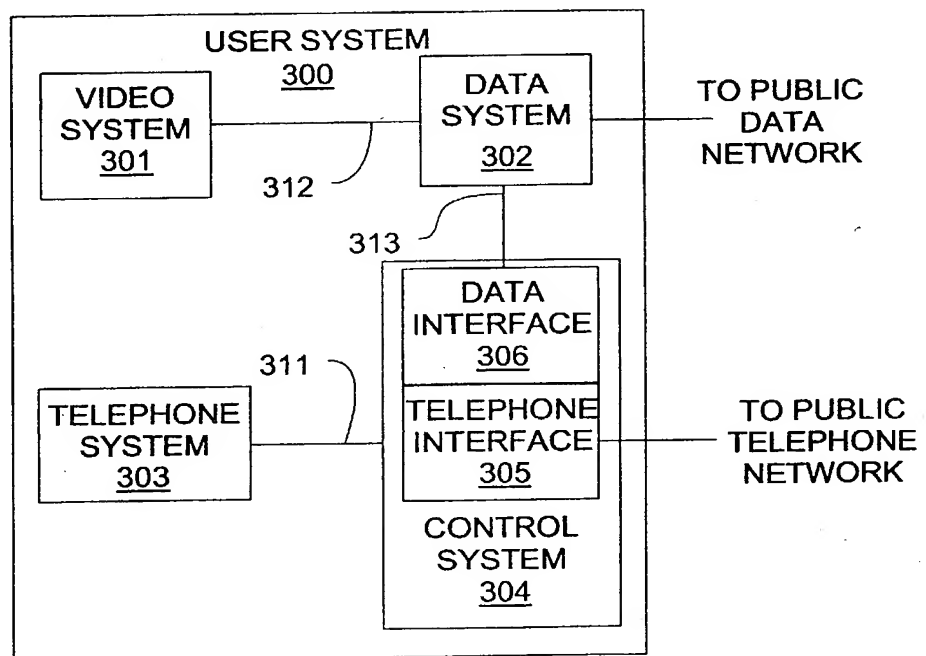 USER SYSTEM
300
VIDEO
SYSTEM
301
DATA
SYSTEM
302
TO PUBLIC
DATA
NETWORK
312
313
DATA
INTERFACE
306
311
TELEPHONE
SYSTEM
303
TELEPHONE
INTERFACE
305
TO PUBLIC
TELEPHONE
NETWORK
CONTROL
SYSTEM
304